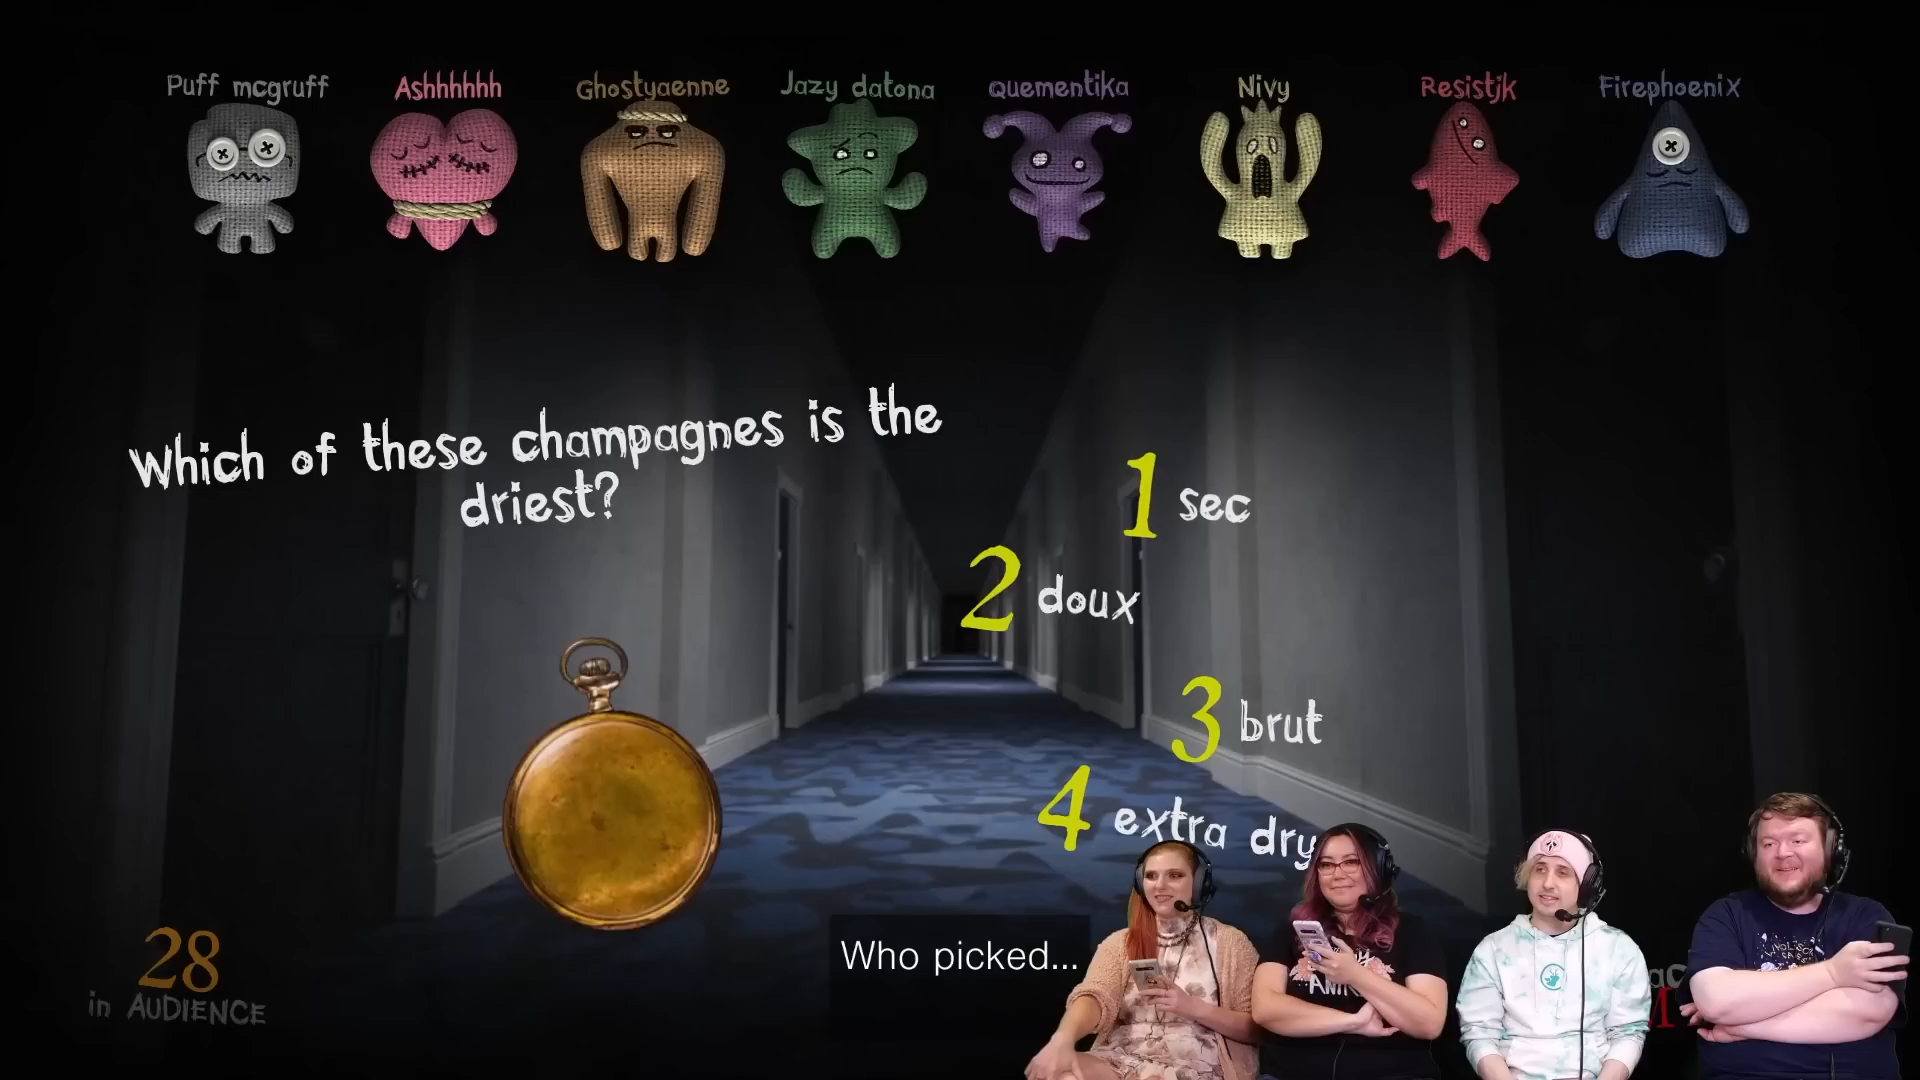 Puff mcgruff
Ashhhhhh
Ghostyaenne
Jazy datona
quementika
Nivy
Resistjk
Firephoenix
Which of these champagnes is the
driest?
1 sec
2 doux
3 brut
4 extra dry
28
in AUDIENCE
Who picked...